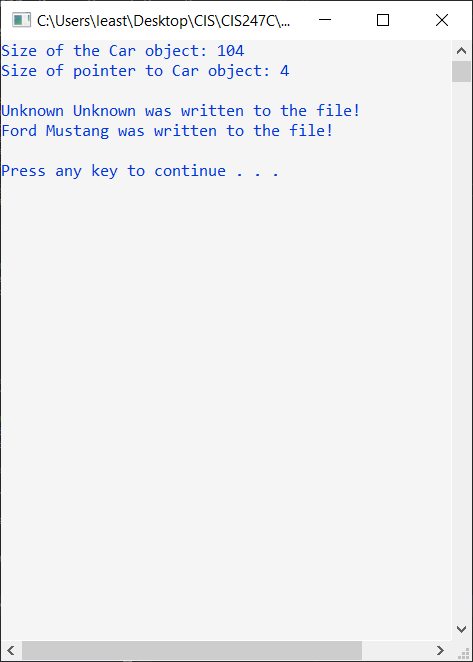 C:\Users\least\Desktop\CIS\CIS247C\...
Size of the Car object: 104
Size of pointer to Car object: 4
Unknown Unknown was written to the file!
Ford Mustang was written to the file!
Press any key to continue . . .